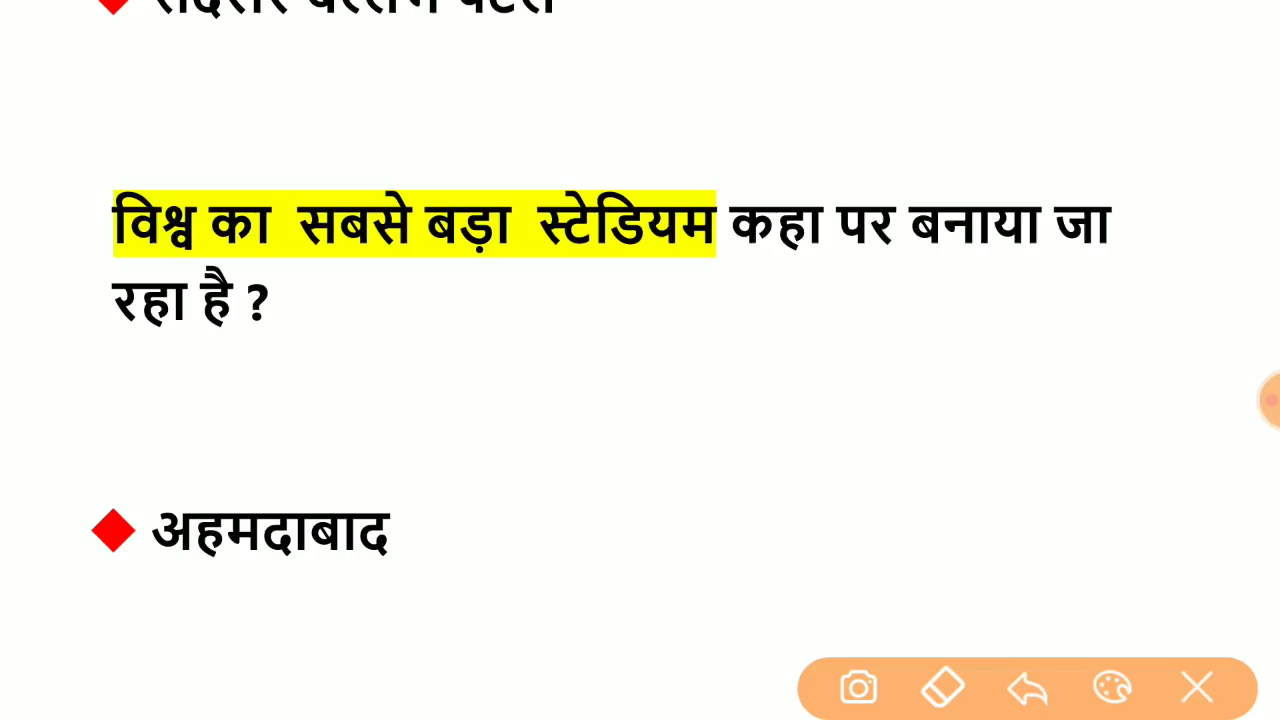 विश्व का सबसे बड़ा स्टेडियम कहा पर बनाया जा
रहा है ?
अहमदाबाद